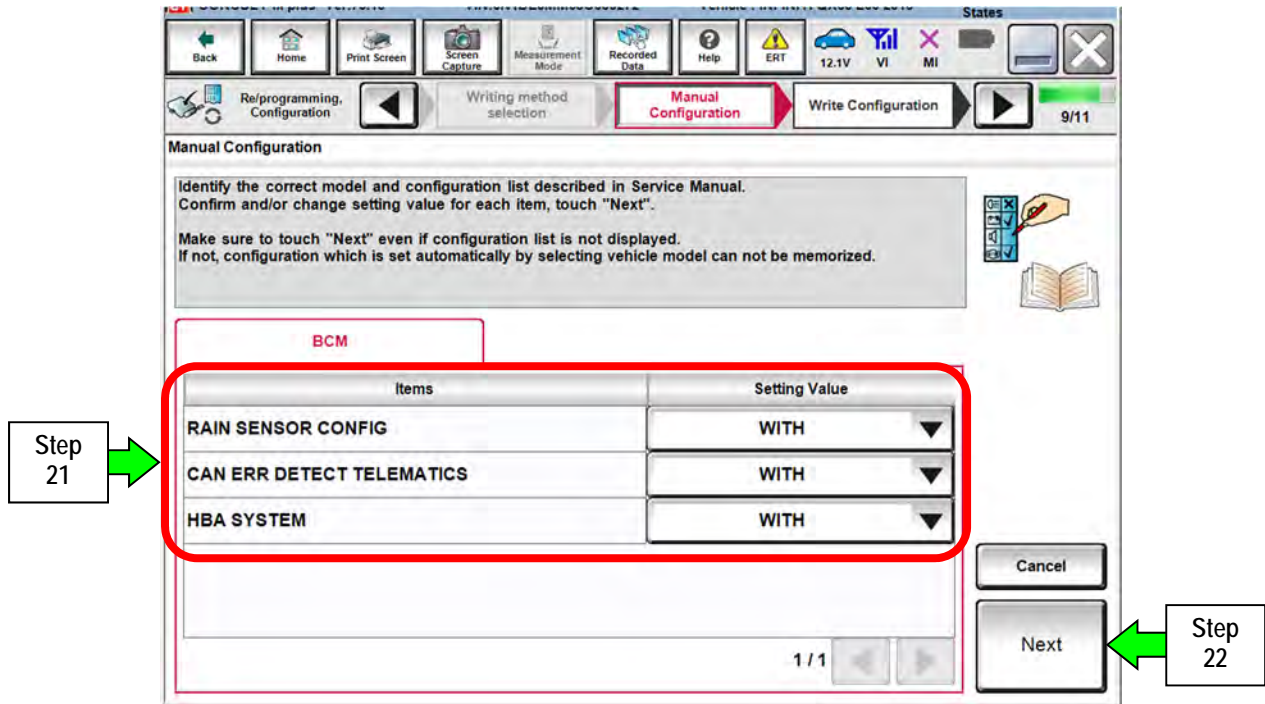 States
Back
Home
Print Screen
Screen
Capture
Measurement
Mode
Recorded
Data
Help
ERT
12.1V
VI
MI
Re/programming,
Configuration
Writing method
selection
Manual
Configuration
Write Configuration
9/11
Manual Configuration
Identify the correct model and configuration list described in Service Manual.
Confirm and/or change setting value for each item, touch "Next".
Make sure to touch "Next" even if configuration list is not displayed.
If not, configuration which is set automatically by selecting vehicle model can not be memorized.
BCM
Items Setting Value
RAIN SENSOR CONFIG WITH
CAN ERR DETECT TELEMATICS WITH
HBA SYSTEM WITH
Step
21
Cancel
Next
Step
22
1 / 1